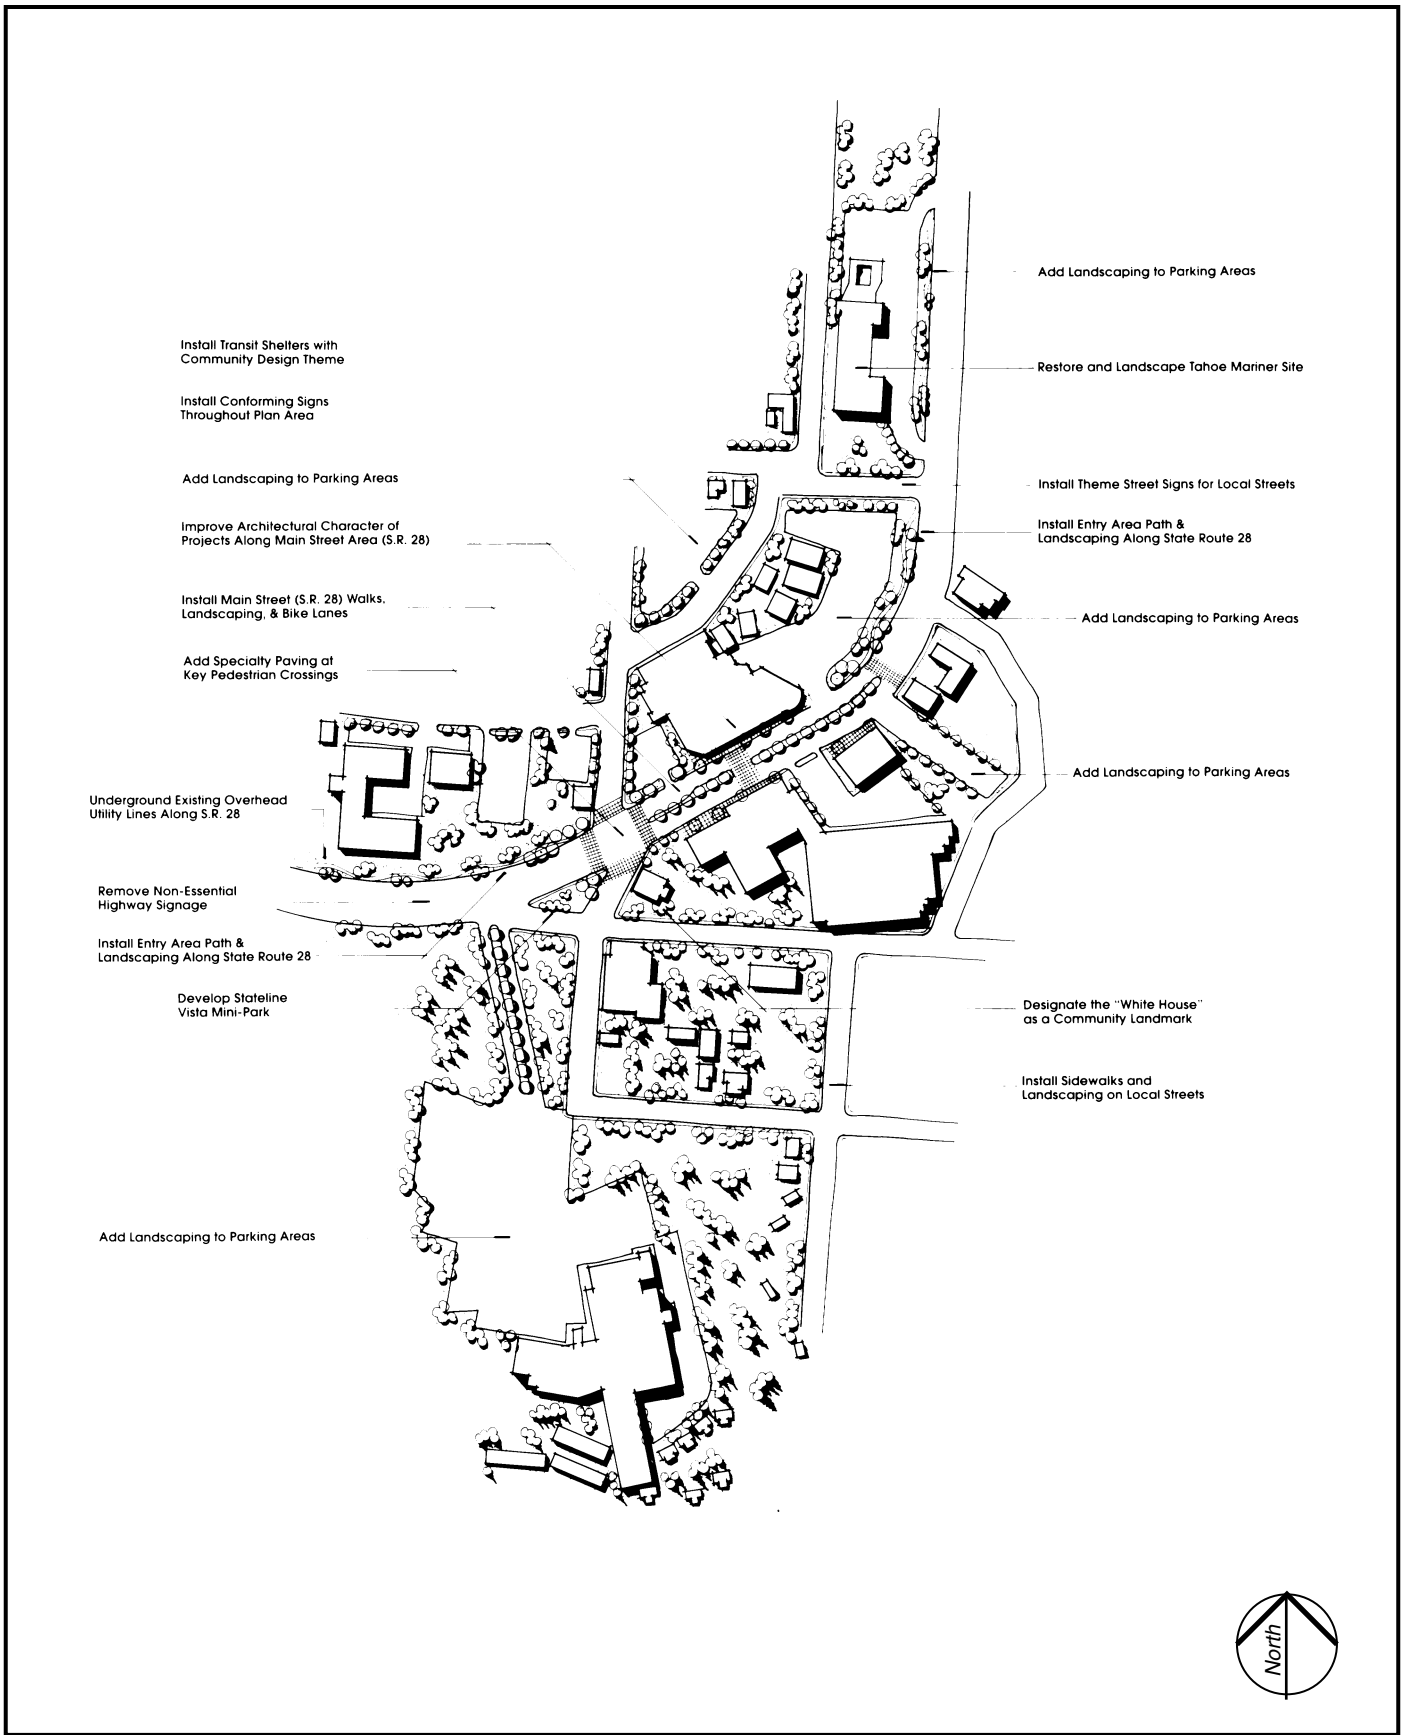 Add Landscaping to Parking Areas
Install Transit Shelters with
Community Design Theme
Restore and Landscape Tahoe Mariner Site
Install Conforming Signs
Throughout Plan Area
Add Landscaping to Parking Areas
Install Theme Street Signs for Local Streets
Improve Architectural Character of
Projects Along Main Street Area (S.R. 28)
Install Entry Area Path &
Landscaping Along State Route 28
Install Main Street (S.R. 28) Walks,
Landscaping, & Bike Lanes
Add Landscaping to Parking Areas
Add Specialty Paving at
Key Pedestrian Crossings
Add Landscaping to Parking Areas
Underground Existing Overhead
Utility Lines Along S.R. 28
Remove Non-Essential
Highway Signage
Install Entry Area Path &
Landscaping Along State Route 28
Develop Stateline
Vista Mini-Park
Designate the "White House"
as a Community Landmark
Install Sidewalks and
Landscaping on Local Streets
Add Landscaping to Parking Areas
North